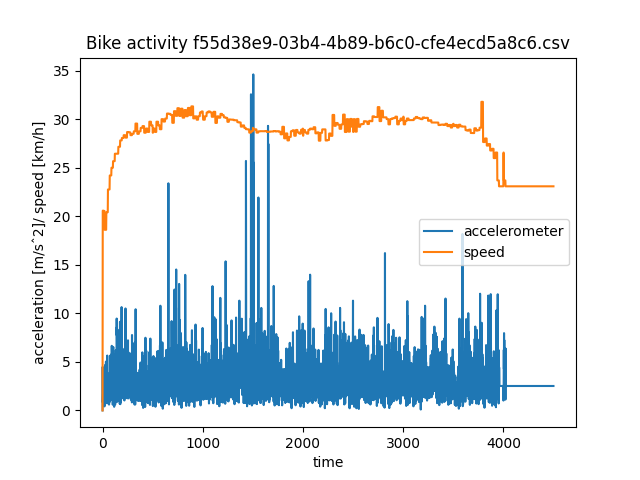 Bike activity f55d38e9-03b4-4b89-b6c0-cfe4ecd5a8c6.csv
acceleration [m/s^2]/ speed [km/h]
35
30
25
20
15
10
5
0
accelerometer
speed
0 1000 2000 3000 4000
time